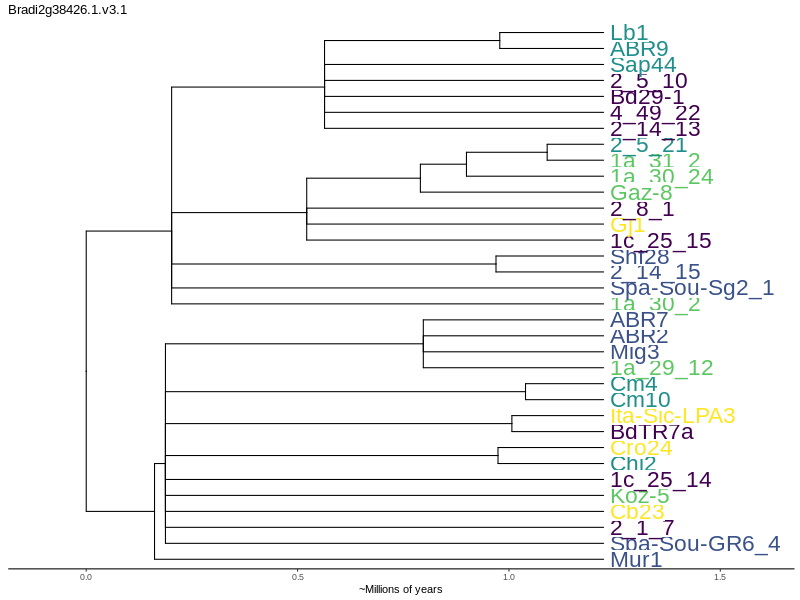 Bradi2g38426.1.v3.1
Lb1
ABR9
Sap44
2_5_10
Bd29-1
4_49_22
2_14_13
2_5_21
1a_31_2
1a_30_24
Gaz-8
2_8_1
Gj1
1c_25_15
Shi28
2_14_15
Spa-Sou-Sg2_1
1a_30_2
ABR7
ABR2
Mig3
1a_29_12
Cm4
Cm10
Ita-Sic-LPA3
BdTR7a
Cro24
Chi2
1c_25_14
Koz-5
Cb23
2_1_7
Spa-Sou-GR6_4
Mur1
0.0 0.5 1.0 1.5
~Millions of years